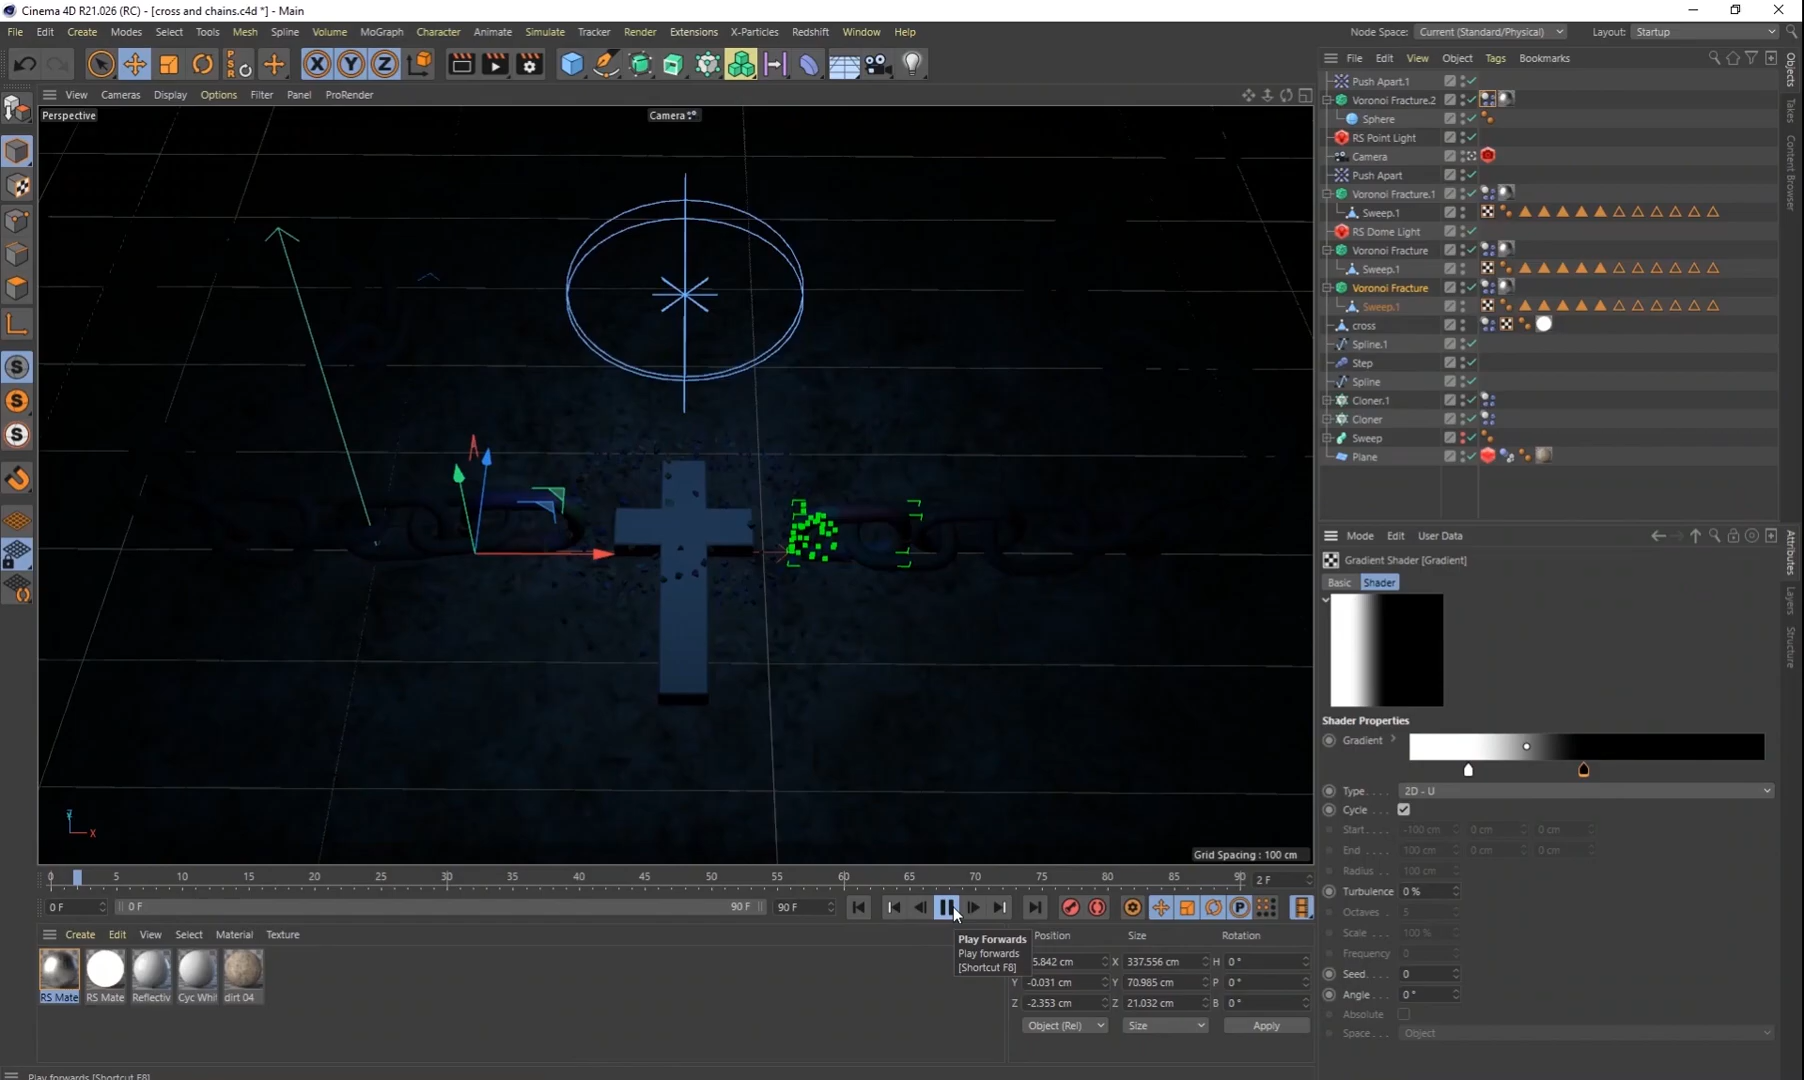 Cinema 4D R21.026 (RC) - [cross and chains.c4d *] - Main
File Edit Create Modes Select Tools Mesh Spline Volume MoGraph Character Animate Simulate Tracker Render Extensions X-Particles Redshift Window Help
Node Space: Current (Standard/Physical) Layout: Startup
File Edit View Object Tags Bookmarks
View Cameras Display Options Filter Panel ProRender
Perspective
Camera
Push Apart.1
Voronoi Fracture.2
Sphere
RS Point Light
Camera
Push Apart
Voronoi Fracture.1
Sweep.1
RS Dome Light
Voronoi Fracture
Sweep.1
Voronoi Fracture
Sweep.1
cross
Spline.1
Step
Spline
Cloner.1
Cloner
Sweep
Plane
Objects
Takes
Content Browser
Mode Edit User Data
Gradient Shader [Gradient]
Basic Shader
Attributes
Layers
Structure
Shader Properties
Gradient
Type 2D - U
Cycle
Start -100 cm 0 cm 0 cm
End 100 cm 0 cm 0 cm
Radius 100 cm
Turbulence 0 %
Octaves 5
Scale 100 %
Frequency 0
Seed 0
Angle 0 °
Absolute
Space Object
Grid Spacing : 100 cm
0 5 10 15 20 25 30 35 40 45 50 55 60 65 70 75 80 85 90 2 F
0 F 0 F 90 F 90 F
Create Edit View Select Material Texture
Play Forwards
Play forwards
[Shortcut F8]
Position Size Rotation
5.842 cm X 337.556 cm H 0 °
Y -0.031 cm Y 70.985 cm P 0 °
Z -2.353 cm Z 21.032 cm B 0 °
Object (Rel) Size Apply
RS Mate RS Mate Reflectiv Cyc Whi dirt 04
Play forwards [Shortcut F8]